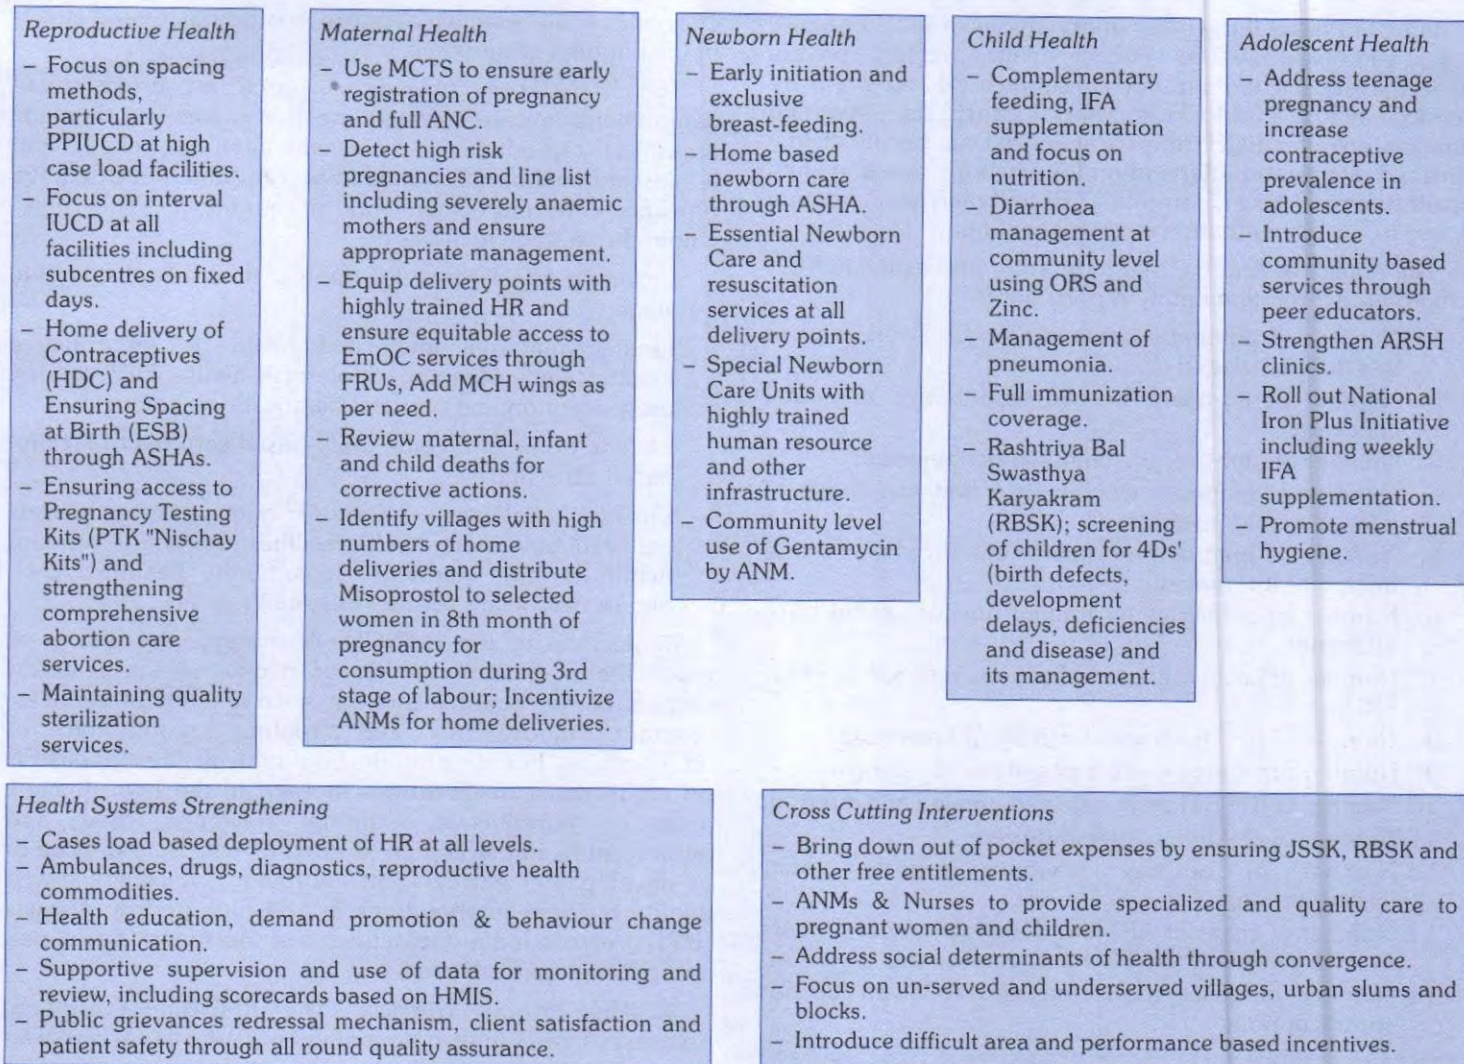 Reproductive Health
– Focus on spacing
methods,
particularly
PPIUCD at high
case load facilities.
– Focus on interval
IUCD at all
facilities including
subcentres on fixed
days.
– Home delivery of
Contraceptives
(HDC) and
Ensuring Spacing
at Birth (ESB)
through ASHAs.
– Ensuring access to
Pregnancy Testing
Kits (PTK "Nischay
Kits") and
strengthening
comprehensive
abortion care
services.
– Maintaining quality
sterilization
services.
Maternal Health
– Use MCTS to ensure early
registration of pregnancy
and full ANC.
– Detect high risk
pregnancies and line list
including severely anaemic
mothers and ensure
appropriate management.
– Equip delivery points with
highly trained HR and
ensure equitable access to
EmOC services through
FRUs, Add MCH wings as
per need.
– Review maternal, infant
and child deaths for
corrective actions.
– Identify villages with high
numbers of home
deliveries and distribute
Misoprostol to selected
women in 8th month of
pregnancy for
consumption during 3rd
stage of labour; Incentivize
ANMs for home deliveries.
Newborn Health
– Early initiation and
exclusive
breast-feeding.
– Home based
newborn care
through ASHA.
– Essential Newborn
Care and
resuscitation
services at all
delivery points.
– Special Newborn
Care Units with
highly trained
human resource
and other
infrastructure.
– Community level
use of Gentamycin
by ANM.
Child Health
– Complementary
feeding, IFA
supplementation
and focus on
nutrition.
– Diarrhoea
management at
community level
using ORS and
Zinc.
– Management of
pneumonia.
– Full immunization
coverage.
– Rashtriya Bal
Swasthya
Karyakram
(RBSK); screening
of children for 4Ds'
(birth defects,
development
delays, deficiencies
and disease) and
its management.
Adolescent Health
– Address teenage
pregnancy and
increase
contraceptive
prevalence in
adolescents.
– Introduce
community based
services through
peer educators.
– Strengthen ARSH
clinics.
– Roll out National
Iron Plus Initiative
including weekly
IFA
supplementation.
– Promote menstrual
hygiene.
Health Systems Strengthening
– Cases load based deployment of HR at all levels.
– Ambulances, drugs, diagnostics, reproductive health
commodities.
– Health education, demand promotion & behaviour change
communication.
– Supportive supervision and use of data for monitoring and
review, including scorecards based on HMIS.
– Public grievances redressal mechanism, client satisfaction and
patient safety through all round quality assurance.
Cross Cutting Interventions
– Bring down out of pocket expenses by ensuring JSSK, RBSK and
other free entitlements.
– ANMs & Nurses to provide specialized and quality care to
pregnant women and children.
– Address social determinants of health through convergence.
– Focus on un-served and underserved villages, urban slums and
blocks.
– Introduce difficult area and performance based incentives.